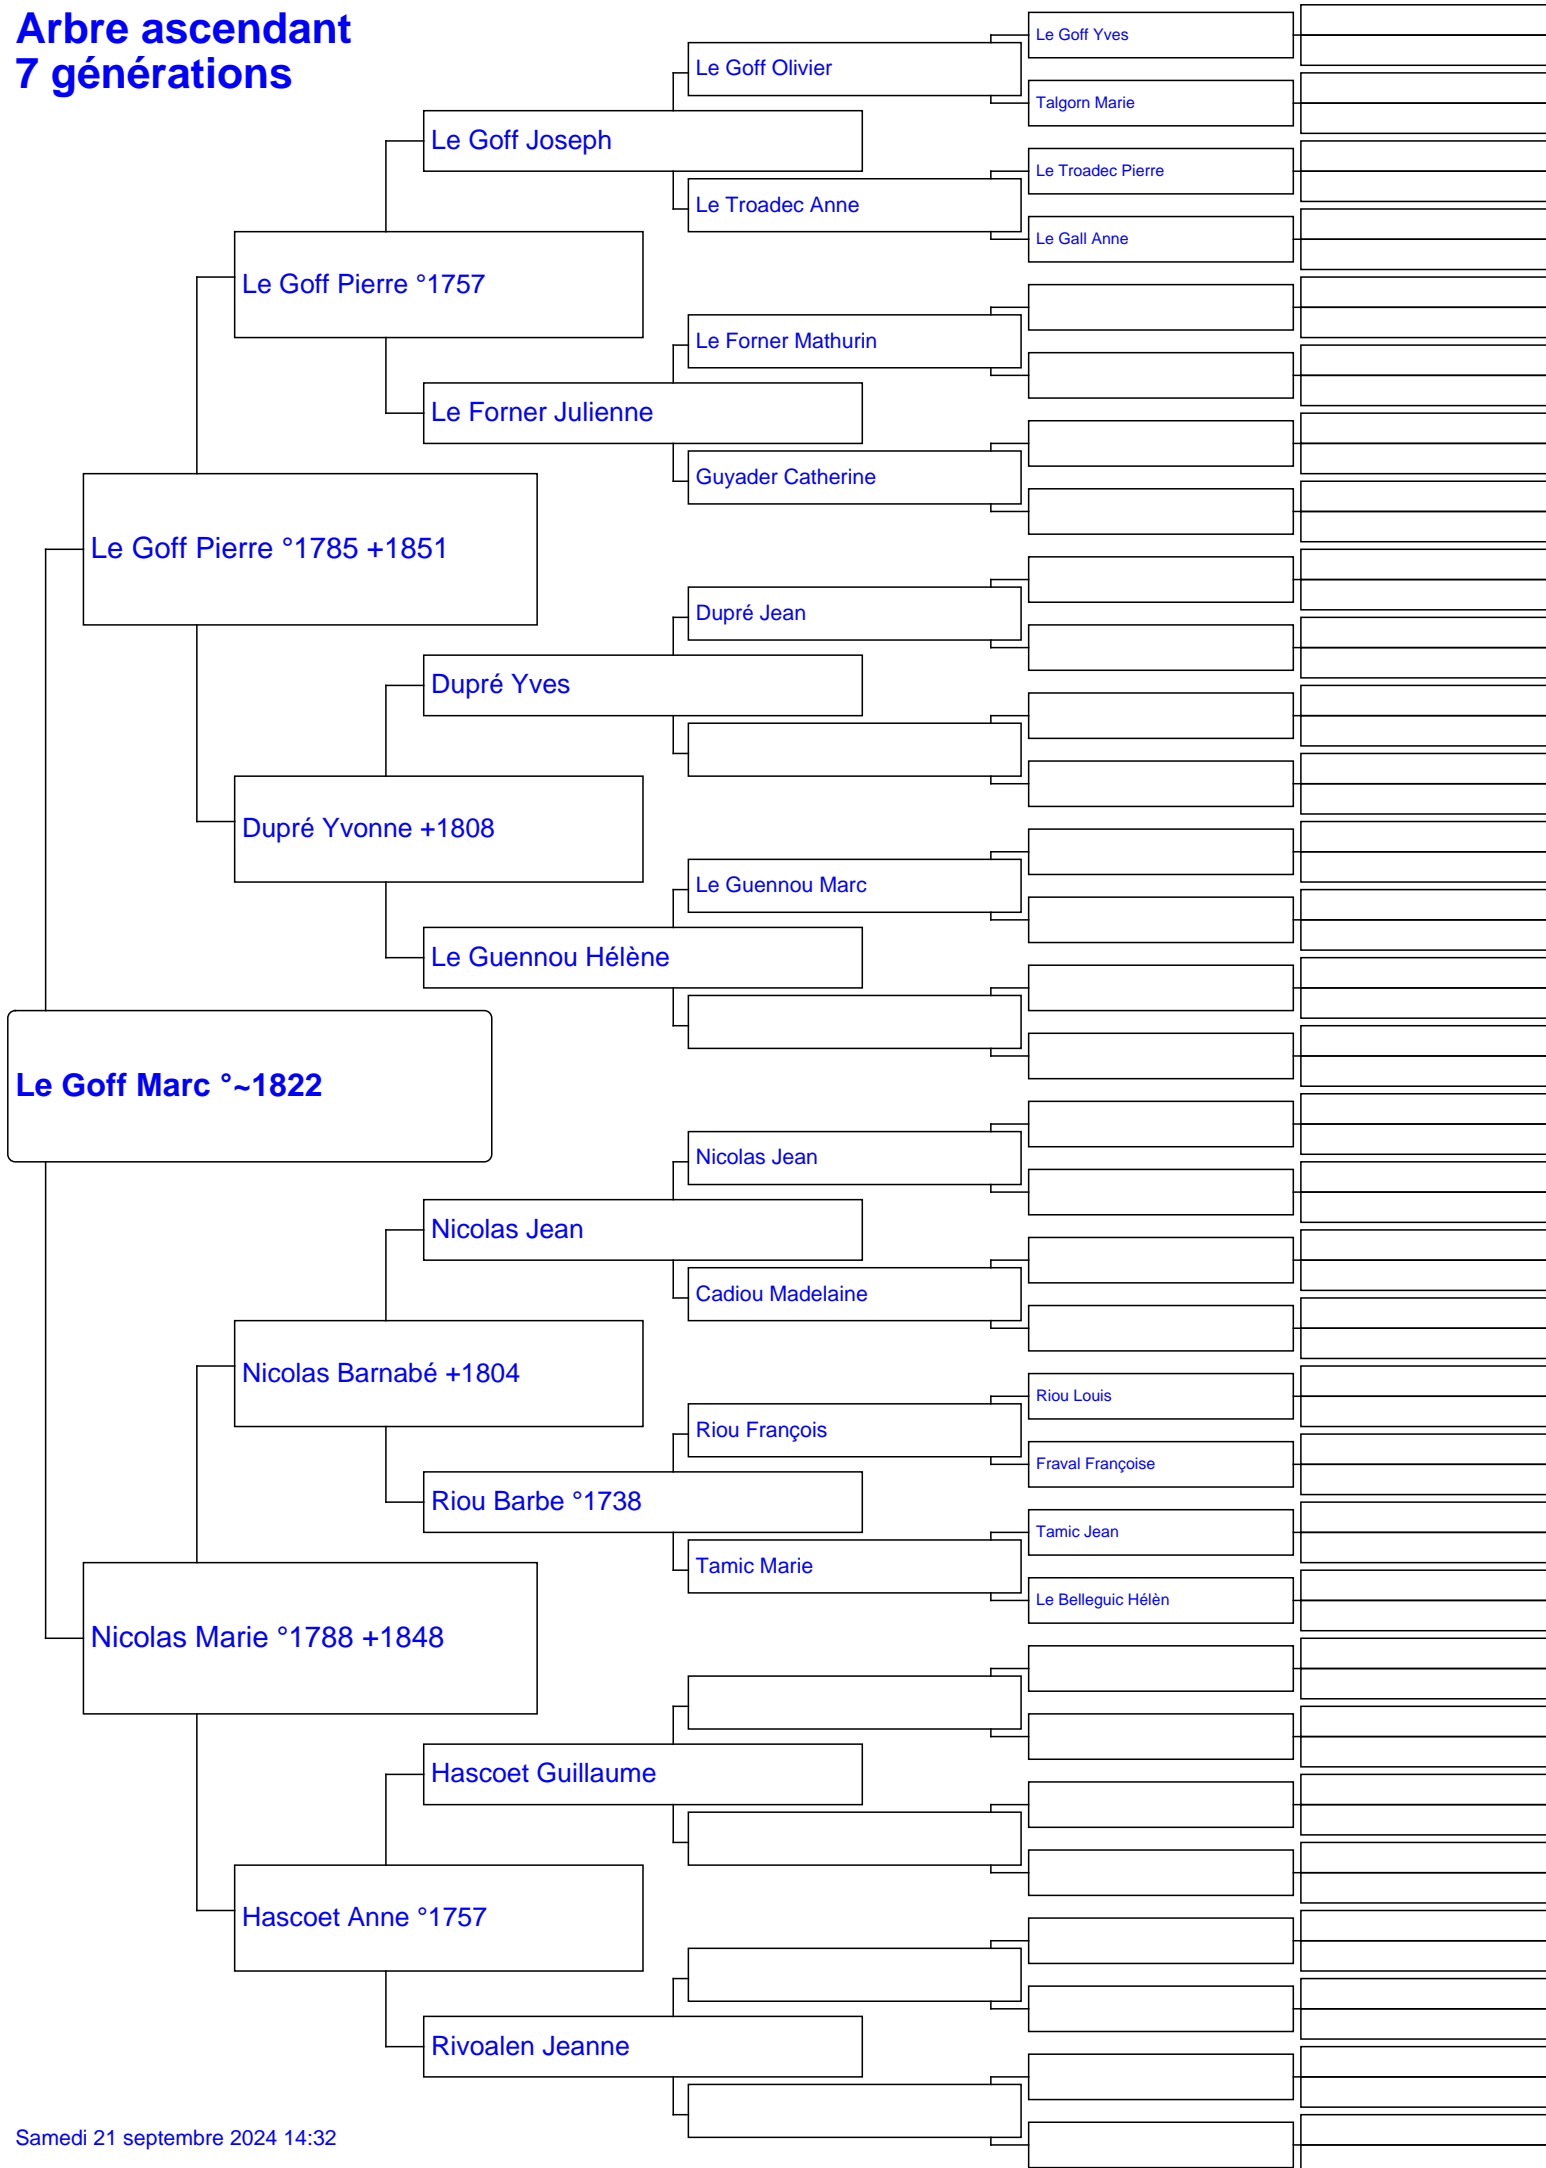 Arbre ascendant
7 générations
Le Goff Yves
Le Goff Olivier
Talgorn Marie
Le Goff Joseph
Le Troadec Pierre
Le Troadec Anne
Le Gall Anne
Le Goff Pierre °1757
Le Forner Mathurin
Le Forner Julienne
Guyader Catherine
Le Goff Pierre °1785 +1851
Dupré Jean
Dupré Yves
Dupré Yvonne +1808
Le Guennou Marc
Le Guennou Hélène
Le Goff Marc °~1822
Nicolas Jean
Nicolas Jean
Cadiou Madelaine
Nicolas Barnabé +1804
Riou Louis
Riou François
Fraval Françoise
Riou Barbe °1738
Tamic Jean
Tamic Marie
Le Belleguic Hélèn
Nicolas Marie °1788 +1848
Hascoet Guillaume
Hascoet Anne °1757
Rivoalen Jeanne
Samedi 21 septembre 2024 14:32